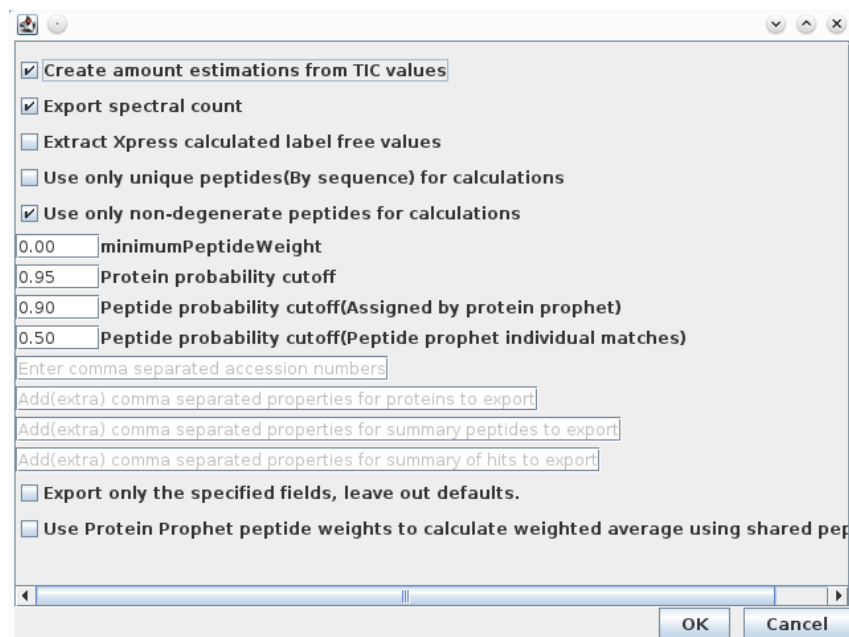 Create amount estimations from TIC values
Export spectral count
Extract Xpress calculated label free values
Use only unique peptides(By sequence) for calculations
Use only non-degenerate peptides for calculations
0.00 minimumPeptideWeight
0.95 Protein probability cutoff
0.90 Peptide probability cutoff(Assigned by protein prophet)
0.50 Peptide probability cutoff(Peptide prophet individual matches)
Enter comma separated accession numbers
Add(extra) comma separated properties for proteins to export
Add(extra) comma separated properties for summary peptides to export
Add(extra) comma separated properties for summary of hits to export
Export only the specified fields, leave out defaults.
Use Protein Prophet peptide weights to calculate weighted average using shared pep
OK Cancel